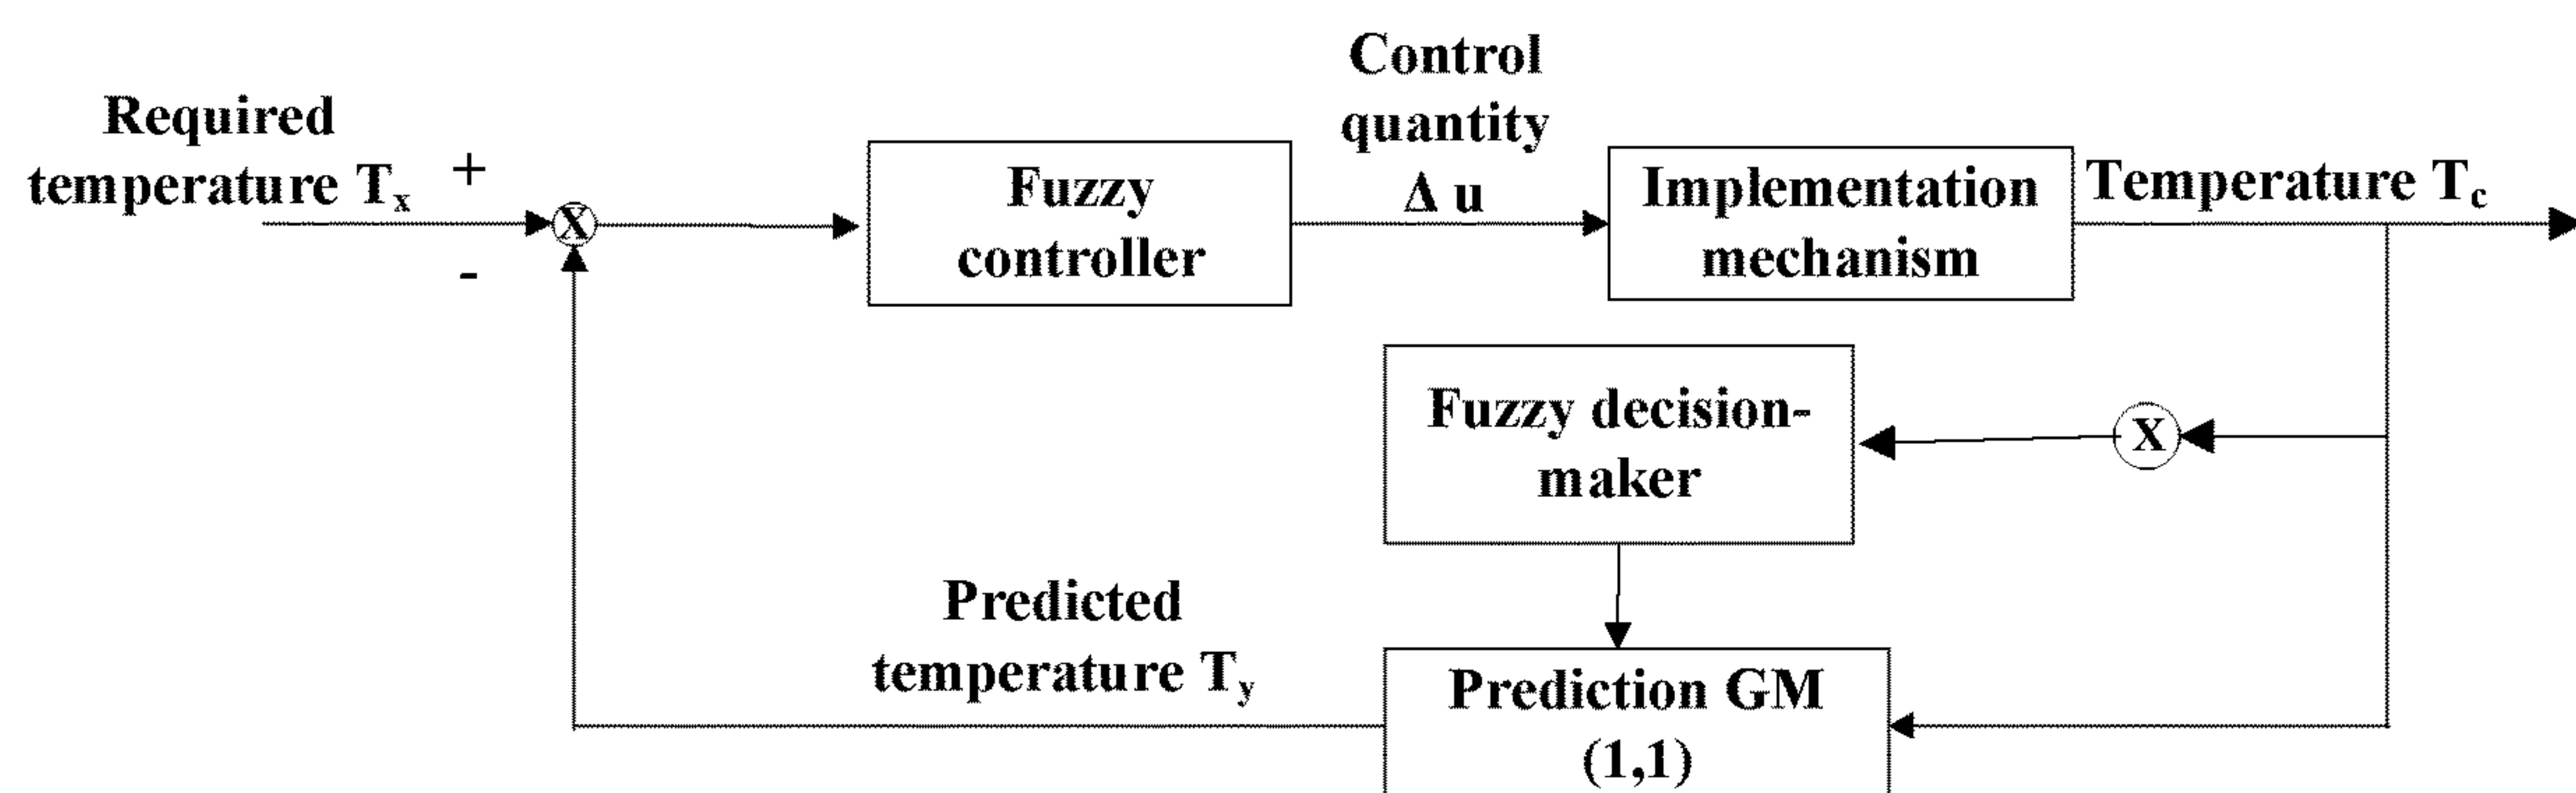 Required
temperature Tx
+
-
X
Fuzzy
controller
Control
quantity
Δ u
Implementation
mechanism
Temperature Tc
Fuzzy decision-
maker
X
Predicted
temperature Ty
Prediction GM
(1,1)